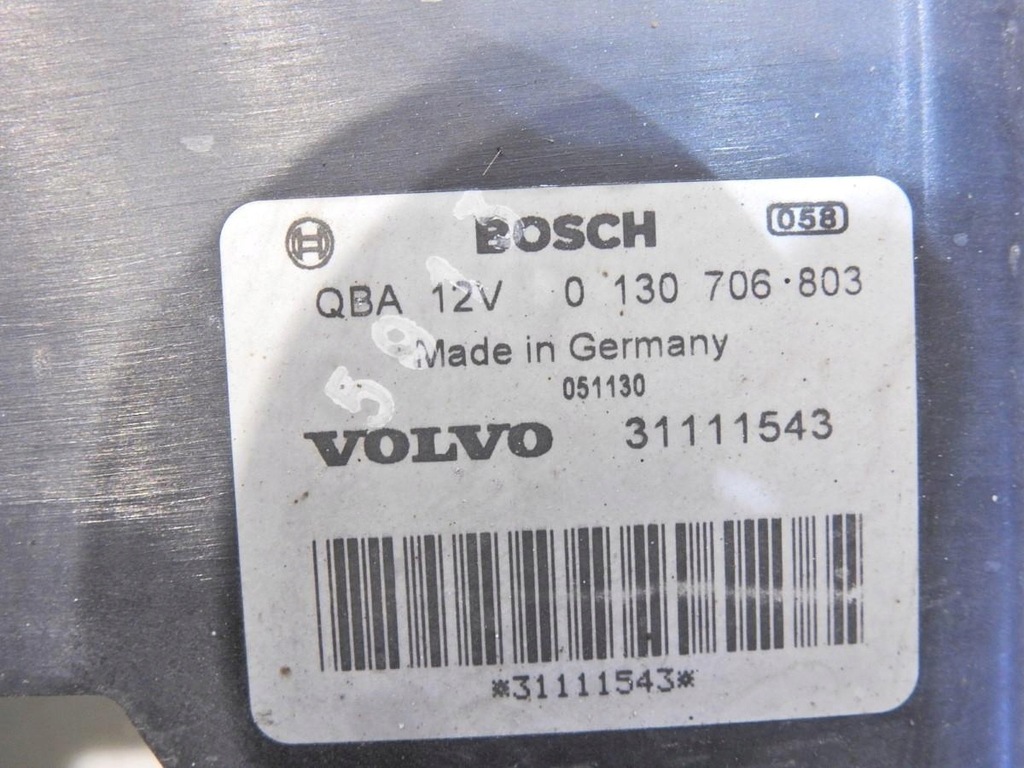 BOSCH 058
QBA 12V 0 130 706·803
Made in Germany
051130
VOLVO 31111543
*31111543*